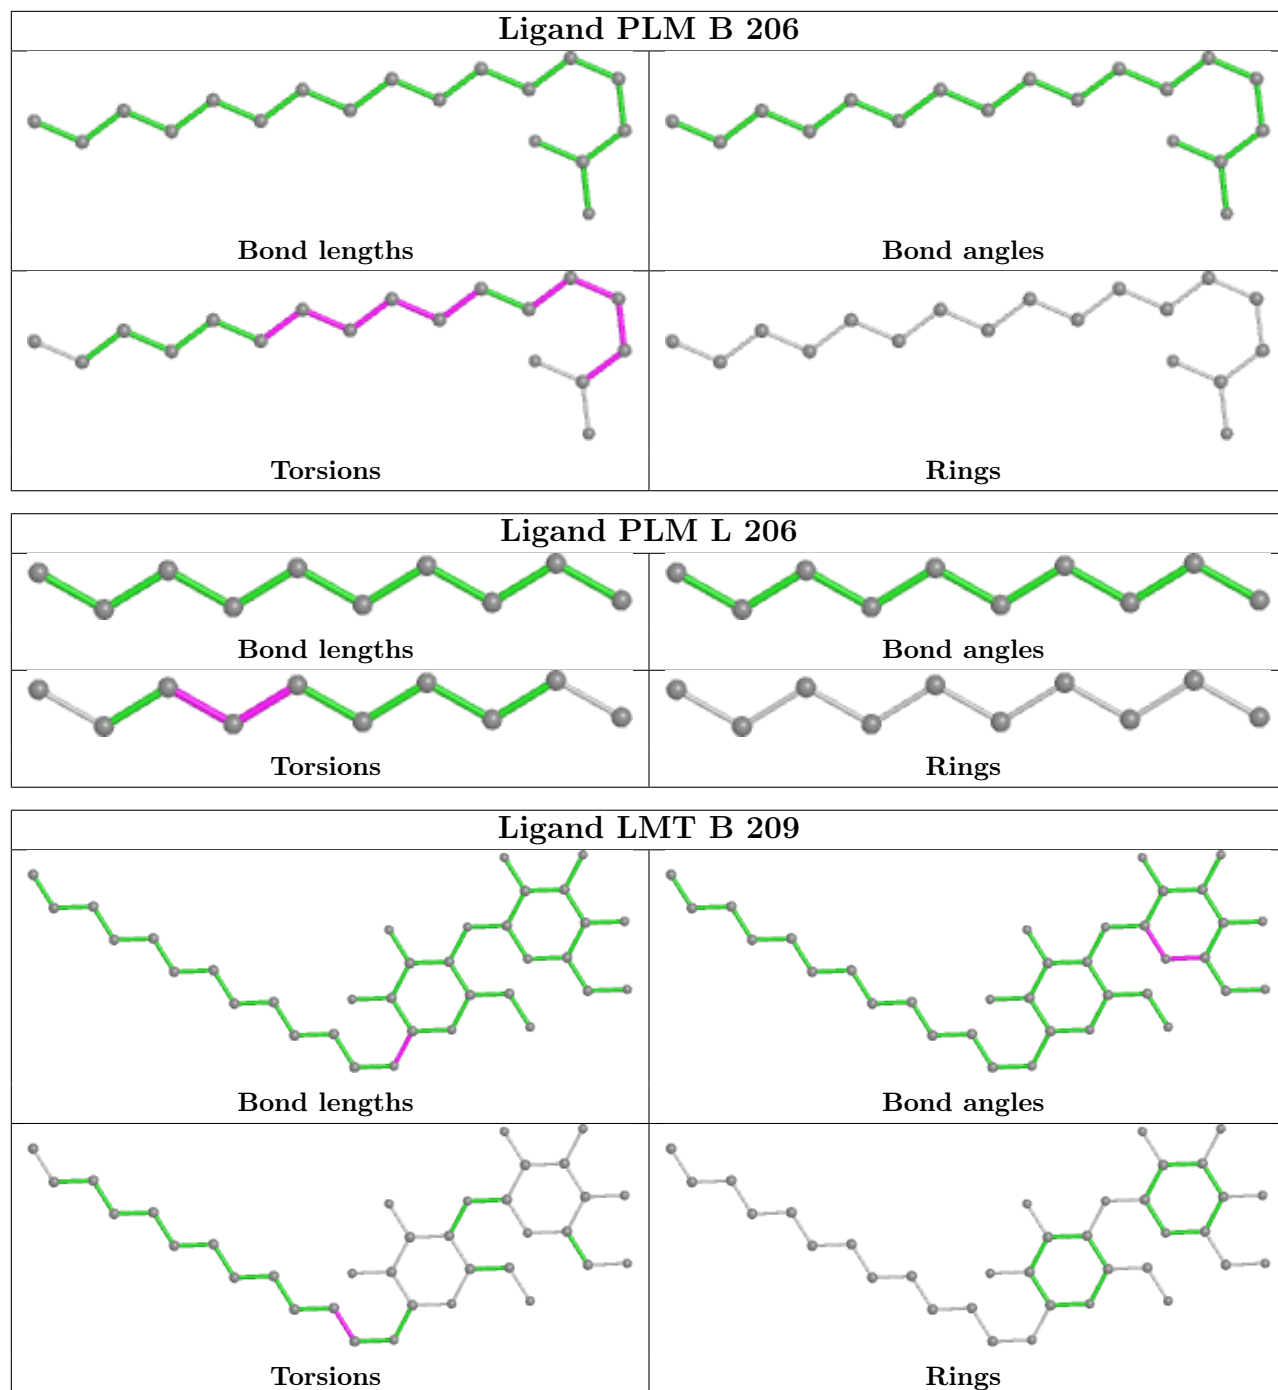 Ligand PLM B 206
Bond lengths
Bond angles
Torsions
Rings
Ligand PLM L 206
Bond lengths
Bond angles
Torsions
Rings
Ligand LMT B 209
Bond lengths
Bond angles
Torsions
Rings